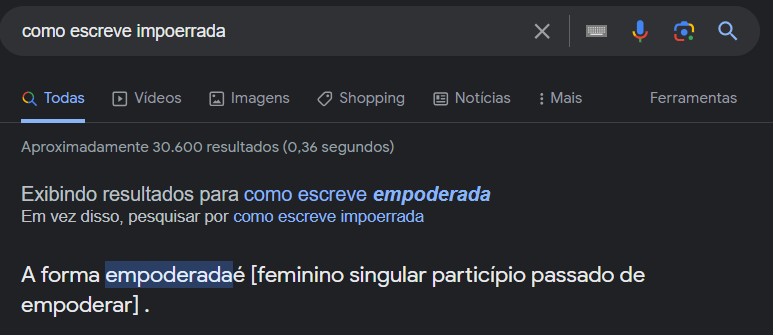 como escreve impoerrada
Todas Vídeos Imagens Shopping Notícias Mais Ferramentas
Aproximadamente 30.600 resultados (0,36 segundos)
Exibindo resultados para como escreve empoderada
Em vez disso, pesquisar por como escreve impoerrada
A forma empoderadaé [feminino singular particípio passado de
empoderar] .